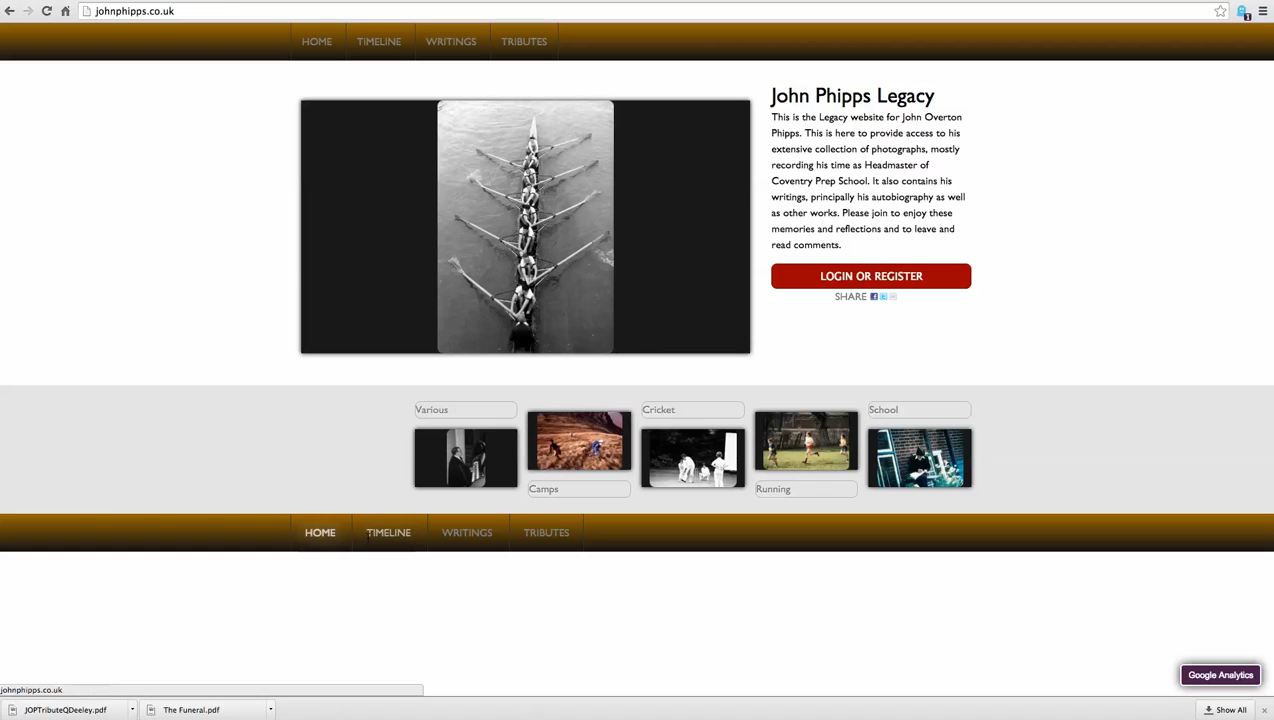 johnphipps.co.uk
1
HOME TIMELINE WRITINGS TRIBUTES
John Phipps Legacy
This is the Legacy website for John Overton
Phipps. This is here to provide access to his
extensive collection of photographs, mostly
recording his time as Headmaster of
Coventry Prep School. It also contains his
writings, principally his autobiography as well
as other works. Please join to enjoy these
memories and reflections and to leave and
read comments.
LOGIN OR REGISTER
SHARE
Various
Cricket
School
Camps
Running
HOME TIMELINE WRITINGS TRIBUTES
Google Analytics
johnphipps.co.uk
JOPTributeQDeeley.pdf
The Funeral.pdf
Show All